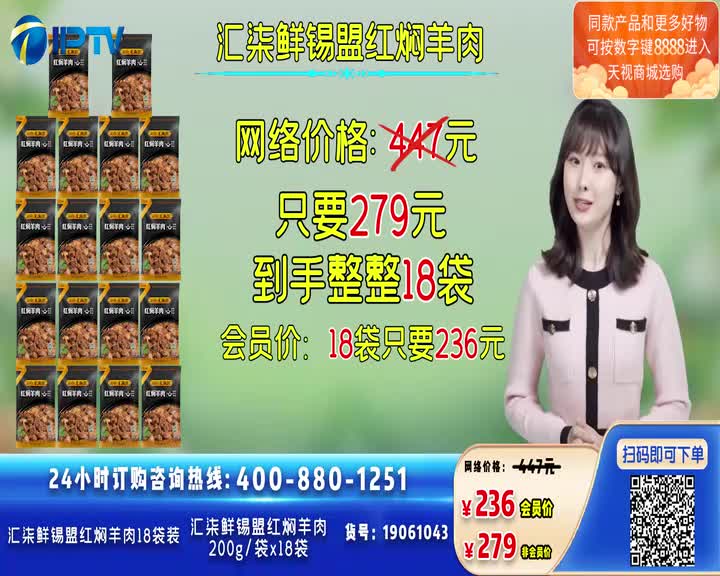 IPTV
汇柒鲜锡盟红焖羊肉
同款产品和更多好物
可按数字键8888进入
天视商城选购
网络价格: 447元
只要279元
到手整整18袋
会员价: 18袋只要236元
24小时订购咨询热线: 400-880-1251
汇柒鲜锡盟红焖羊肉18袋装
汇柒鲜锡盟红焖羊肉
200g/袋x18袋
货号: 19061043
网络价格: 447元
¥236 会员价
¥279 非会员价
扫码即可下单
红焖羊肉